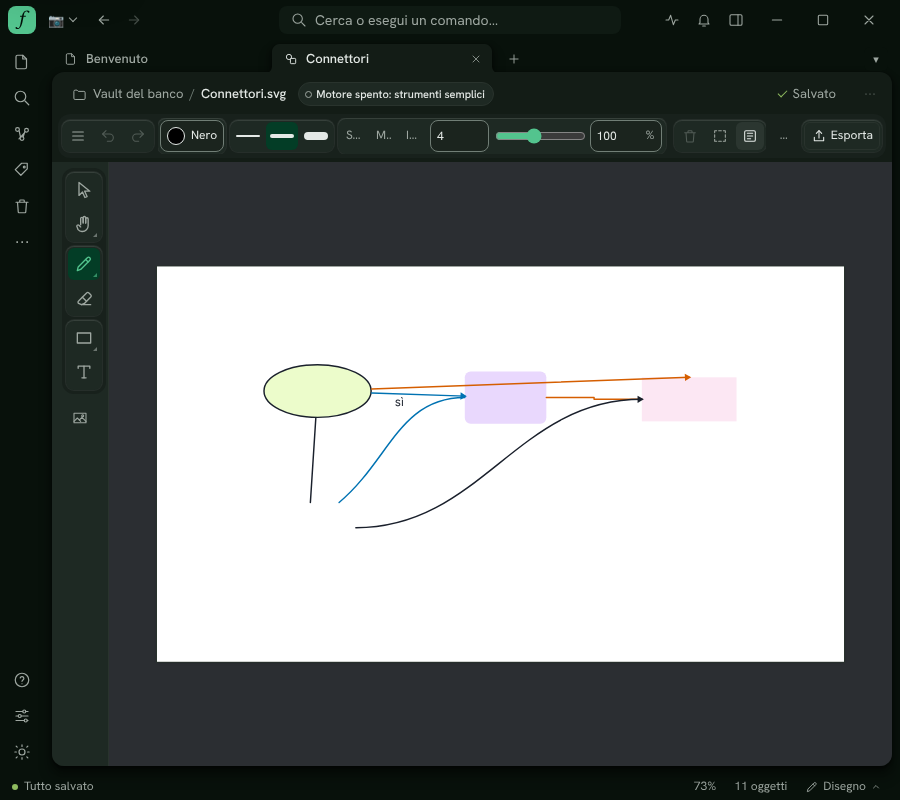 f
Cerca o esegui un comando...
Benvenuto
Connettori
Vault del banco / Connettori.svg
Motore spento: strumenti semplici
Salvato
Nero
S...
M..
I...
4
100 %
Esporta
sì
Tutto salvato
73%
11 oggetti
Disegno